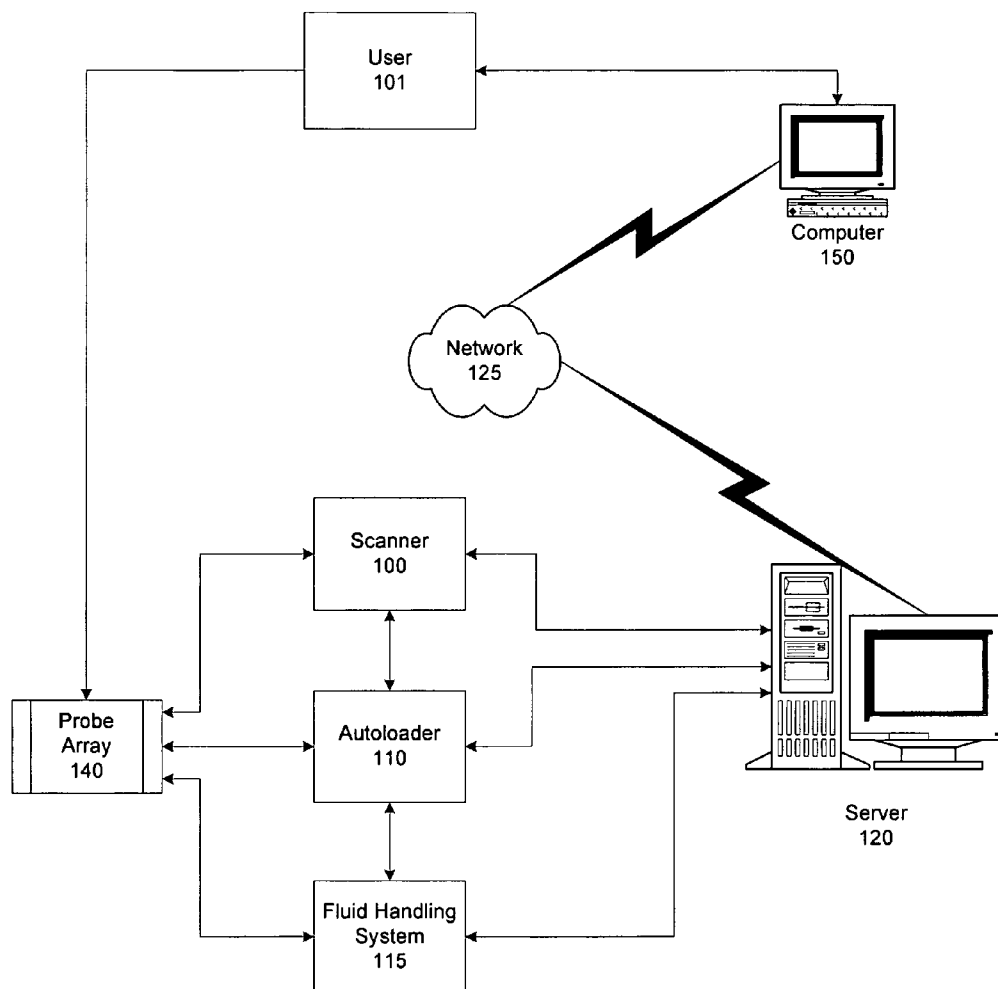 User
101
Computer
150
Network
125
Scanner
100
Probe
Array
140
Autoloader
110
Server
120
Fluid Handling
System
115